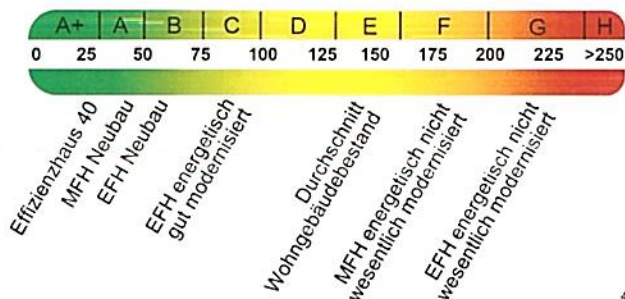 A+ A B C D E F G H
0 25 50 75 100 125 150 175 200 225 >250
Effizienzhaus 40
MFH Neubau
EFH Neubau
EFH energetisch
gut modernisiert
Durchschnitt
Wohngebäudebestand
MFH energetisch nicht
wesentlich modernisiert
EFH energetisch nicht
wesentlich modernisiert